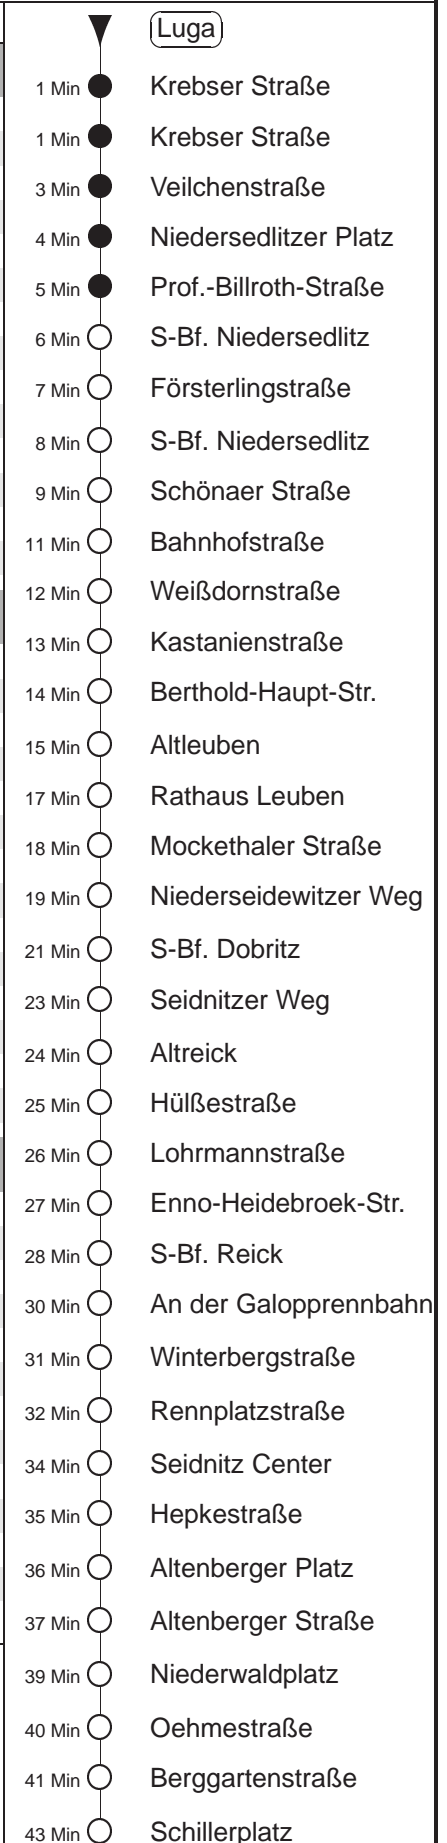 Luga
1 Min Krebser Straße
1 Min Krebser Straße
3 Min Veilchenstraße
4 Min Niedersedlitzer Platz
5 Min Prof.-Billroth-Straße
6 Min S-Bf. Niedersedlitz
7 Min Försterlingstraße
8 Min S-Bf. Niedersedlitz
9 Min Schönaer Straße
11 Min Bahnhofstraße
12 Min Weißdornstraße
13 Min Kastanienstraße
14 Min Berthold-Haupt-Str.
15 Min Altleuben
17 Min Rathaus Leuben
18 Min Mockethaler Straße
19 Min Niederseidewitzer Weg
21 Min S-Bf. Dobritz
23 Min Seidnitzer Weg
24 Min Altreick
25 Min Hülßestraße
26 Min Lohrmannstraße
27 Min Enno-Heidebroek-Str.
28 Min S-Bf. Reick
30 Min An der Galopprennbahn
31 Min Winterbergstraße
32 Min Rennplatzstraße
34 Min Seidnitz Center
35 Min Hepkestraße
36 Min Altenberger Platz
37 Min Altenberger Straße
39 Min Niederwaldplatz
40 Min Oehmestraße
41 Min Berggartenstraße
43 Min Schillerplatz